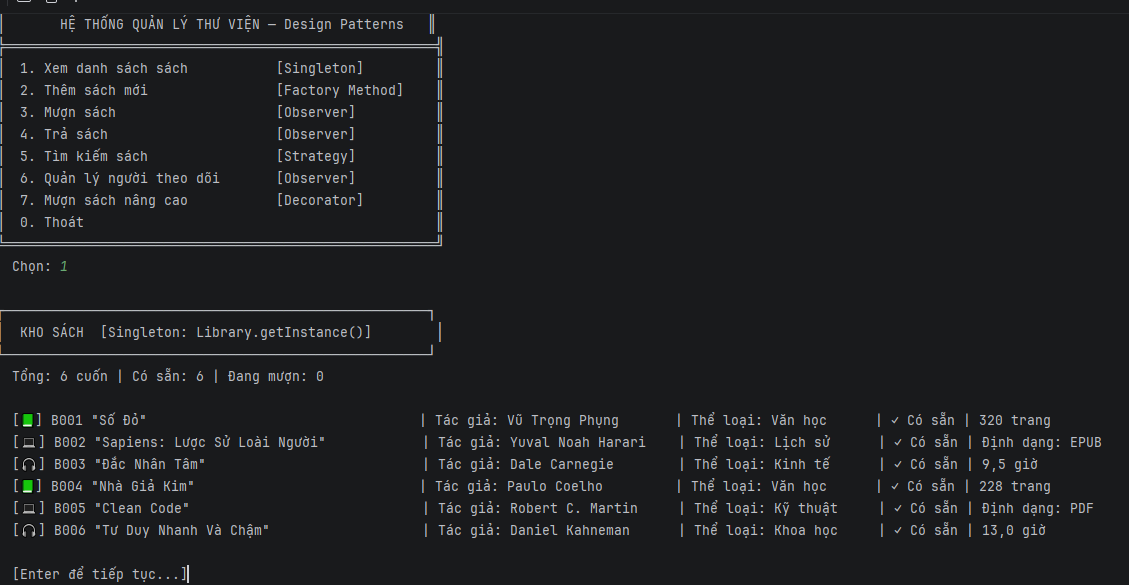 HỆ THỐNG QUẢN LÝ THƯ VIỆN — Design Patterns
1. Xem danh sách sách [Singleton]
2. Thêm sách mới [Factory Method]
3. Mượn sách [Observer]
4. Trả sách [Observer]
5. Tìm kiếm sách [Strategy]
6. Quản lý người theo dõi [Observer]
7. Mượn sách nâng cao [Decorator]
0. Thoát
Chọn: 1
KHO SÁCH [Singleton: Library.getInstance()]
Tổng: 6 cuốn | Có sẵn: 6 | Đang mượn: 0
[📗] B001 "Số Đỏ" | Tác giả: Vũ Trọng Phụng | Thể loại: Văn học | ✓ Có sẵn | 320 trang
[💻] B002 "Sapiens: Lược Sử Loài Người" | Tác giả: Yuval Noah Harari | Thể loại: Lịch sử | ✓ Có sẵn | Định dạng: EPUB
[🎧] B003 "Đắc Nhân Tâm" | Tác giả: Dale Carnegie | Thể loại: Kinh tế | ✓ Có sẵn | 9,5 giờ
[📗] B004 "Nhà Giả Kim" | Tác giả: Paulo Coelho | Thể loại: Văn học | ✓ Có sẵn | 228 trang
[💻] B005 "Clean Code" | Tác giả: Robert C. Martin | Thể loại: Kỹ thuật | ✓ Có sẵn | Định dạng: PDF
[🎧] B006 "Tư Duy Nhanh Và Chậm" | Tác giả: Daniel Kahneman | Thể loại: Khoa học | ✓ Có sẵn | 13,0 giờ
[Enter để tiếp tục...]